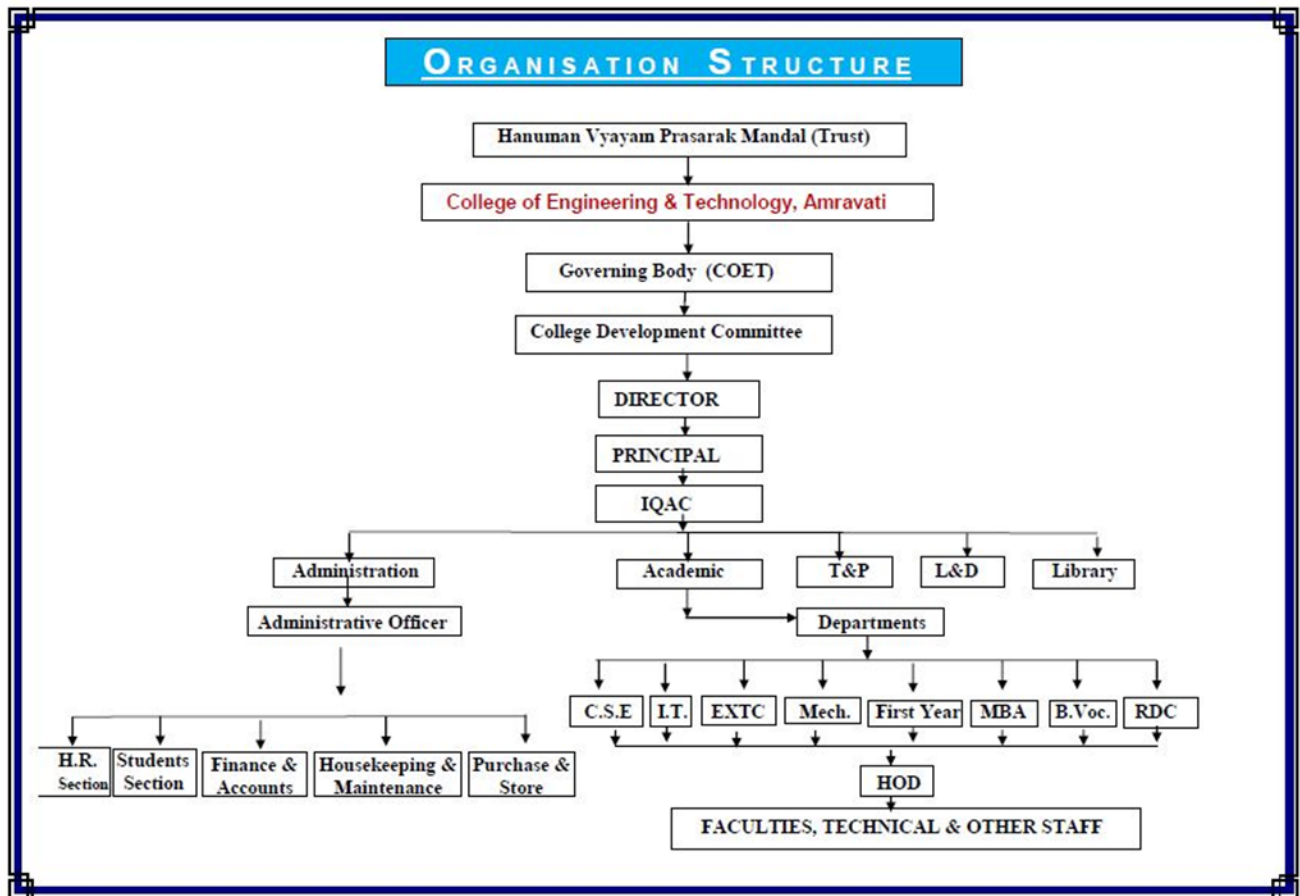 ORGANISATION STRUCTURE
Hanuman Vyayam Prasarak Mandal (Trust)
College of Engineering & Technology, Amravati
Governing Body (COET)
College Development Committee
DIRECTOR
PRINCIPAL
IQAC
Administration
Academic
T&P
L&D
Library
Administrative Officer
Departments
C.S.E
I.T.
EXTC
Mech.
First Year
MBA
B.Voc.
RDC
H.R.
Section
Students
Section
Finance &
Accounts
Housekeeping &
Maintenance
Purchase &
Store
HOD
FACULTIES, TECHNICAL & OTHER STAFF